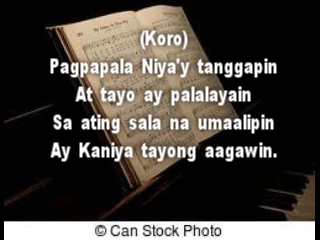 (Koro)
Pagpapala Niya'y tanggapin
At tayo ay palalayain
Sa ating sala na umaalipin
Ay Kaniya tayong aagawin.
© Can Stock Photo